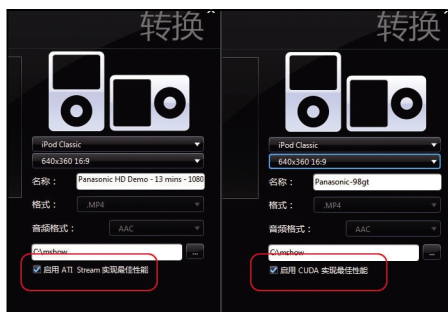 转换
iPod Classic
640x360 16:9
名称： Panasonic HD Demo - 13 mins - 1080
格式： .MP4
音频格式： AAC
C:\mshow ...
启用 ATI Stream 实现最佳性能
转换
iPod Classic
640x360 16:9
名称： Panasonic-98gt
格式： .MP4
音频格式： AAC
C:\mshow ...
启用 CUDA 实现最佳性能